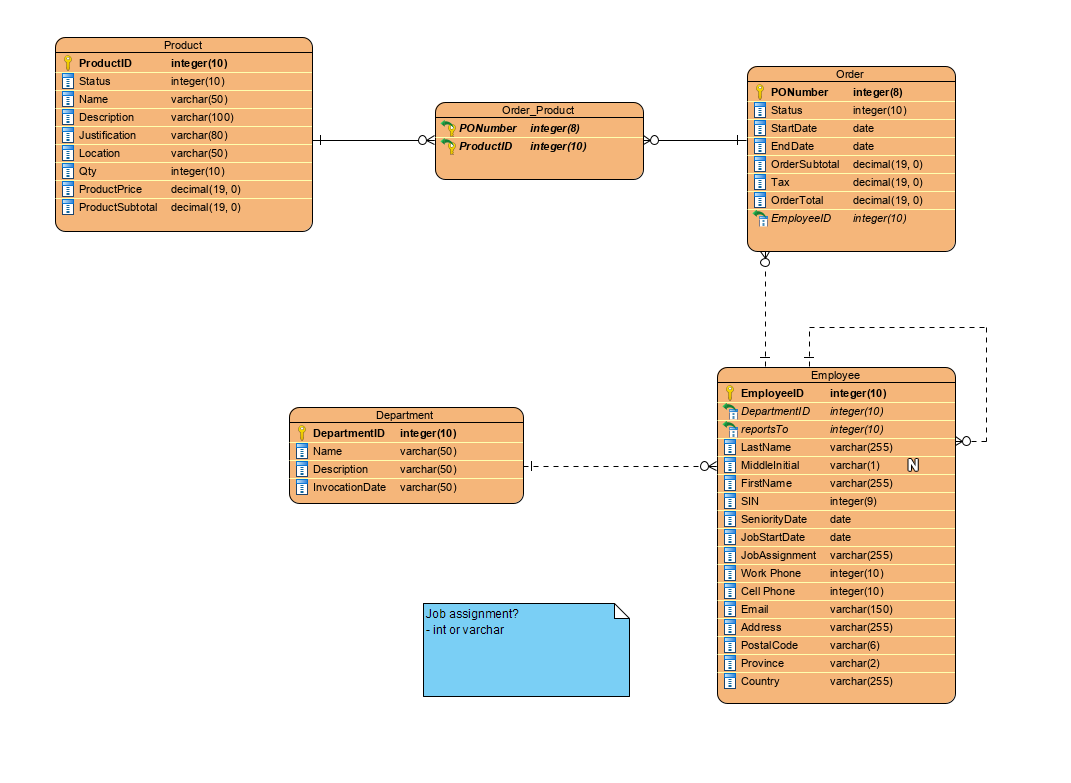 Product
ProductID integer(10)
Status integer(10)
Name varchar(50)
Description varchar(100)
Justification varchar(80)
Location varchar(50)
Qty integer(10)
ProductPrice decimal(19, 0)
ProductSubtotal decimal(19, 0)
Order_Product
PONumber integer(8)
ProductID integer(10)
Order
PONumber integer(8)
Status integer(10)
StartDate date
EndDate date
OrderSubtotal decimal(19, 0)
Tax decimal(19, 0)
OrderTotal decimal(19, 0)
EmployeeID integer(10)
Department
DepartmentID integer(10)
Name varchar(50)
Description varchar(50)
InvocationDate varchar(50)
Employee
EmployeeID integer(10)
DepartmentID integer(10)
reportsTo integer(10)
LastName varchar(255)
MiddleInitial varchar(1) N
FirstName varchar(255)
SIN integer(9)
SeniorityDate date
JobStartDate date
JobAssignment varchar(255)
Work Phone integer(10)
Cell Phone integer(10)
Email varchar(150)
Address varchar(255)
PostalCode varchar(6)
Province varchar(2)
Country varchar(255)
Job assignment?
- int or varchar